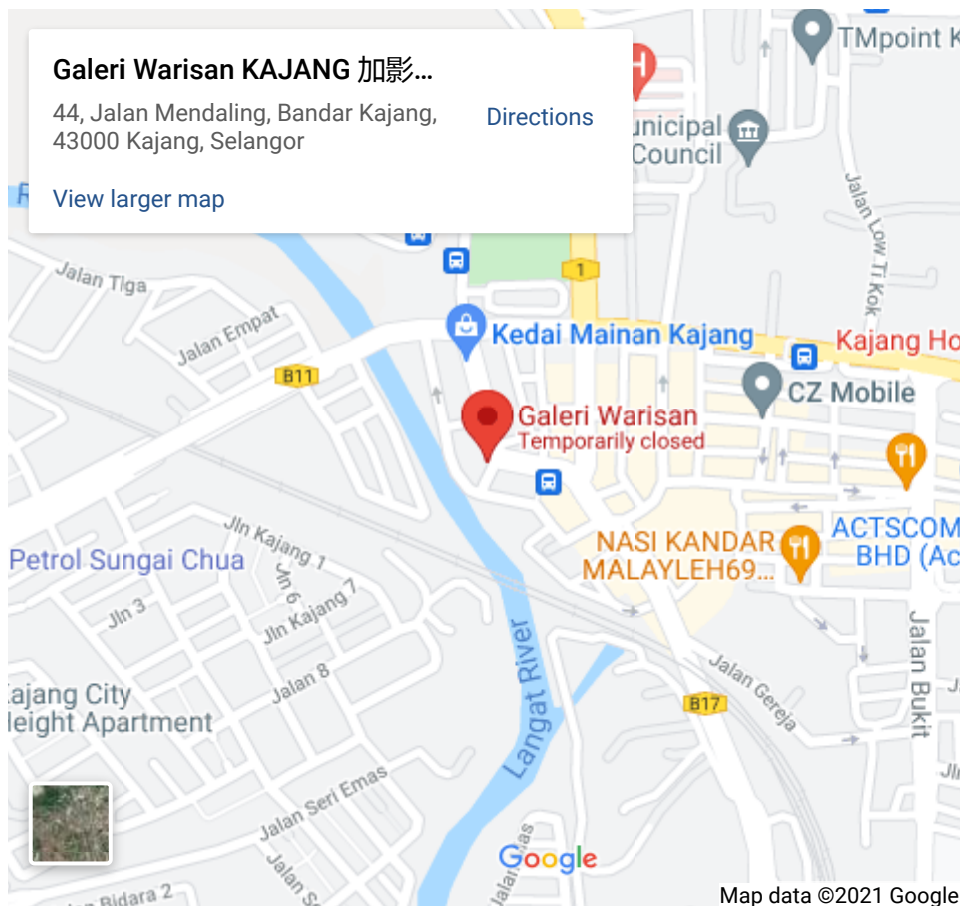 Galeri Warisan KAJANG 加影...
44, Jalan Mendaling, Bandar Kajang,
43000 Kajang, Selangor
Directions
View larger map
TMpoint K
unicipal
Council
Jalan Low Ti Kok
Jalan Tiga
Jalan Empat
1
Kedai Mainan Kajang
Kajang Ho
B11
CZ Mobile
Galeri Warisan
Temporarily closed
Jln Kajang 1
NASI KANDAR
MALAYLEH69...
ACTSCOM
BHD (Ac
Petrol Sungai Chua
Jln 6
Jln 3
Jln Kajang 7
Langat River
Jalan 8
Jalan Gereja
Jalan Bukit
B17
Kajang City
Height Apartment
Jalan Seri Emas
Google
Bidara 2
Map data ©2021 Google